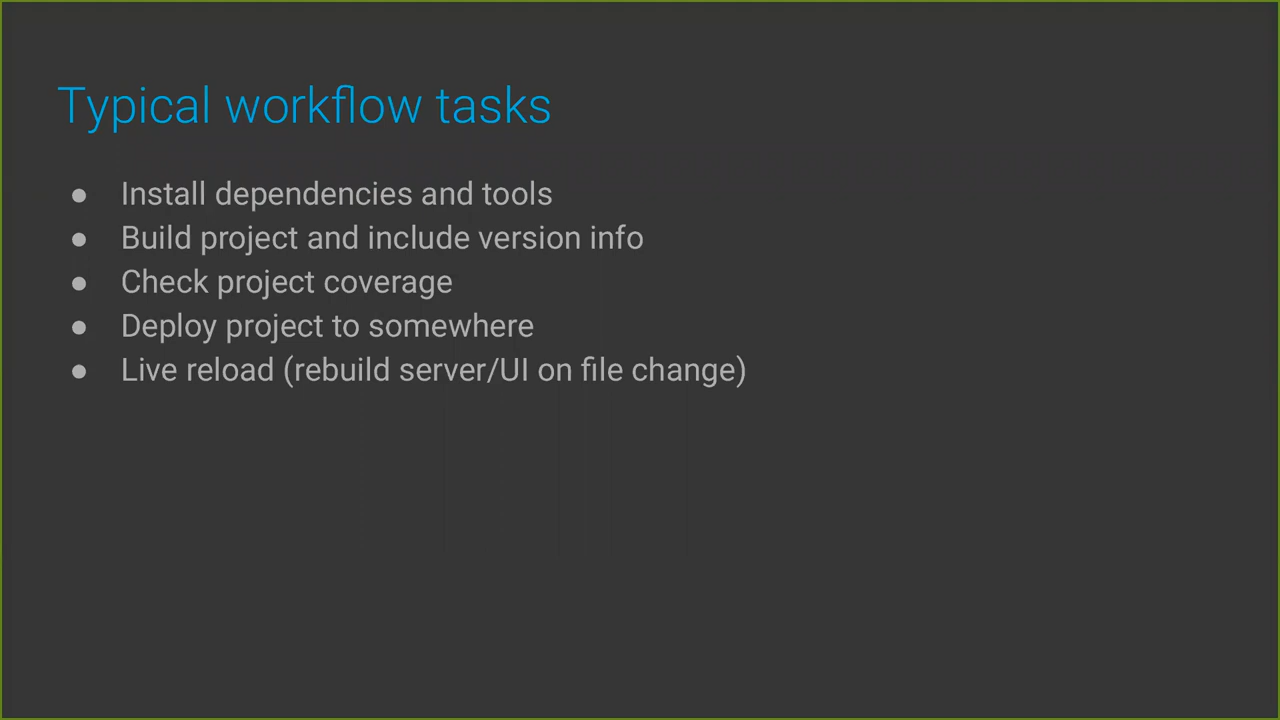 Typical workflow tasks
● Install dependencies and tools
● Build project and include version info
● Check project coverage
● Deploy project to somewhere
● Live reload (rebuild server/UI on file change)